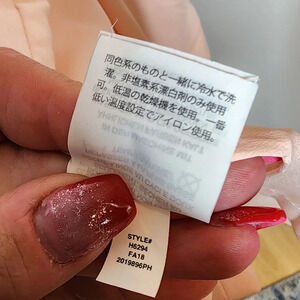 同色系のものと一緒に冷水で洗
濯。非塩素系漂白剤のみ使用
可。低温の乾燥機を使用。一番
低い温度設定でアイロン使用。
STYLE#
H6294
FA18
2019896PH